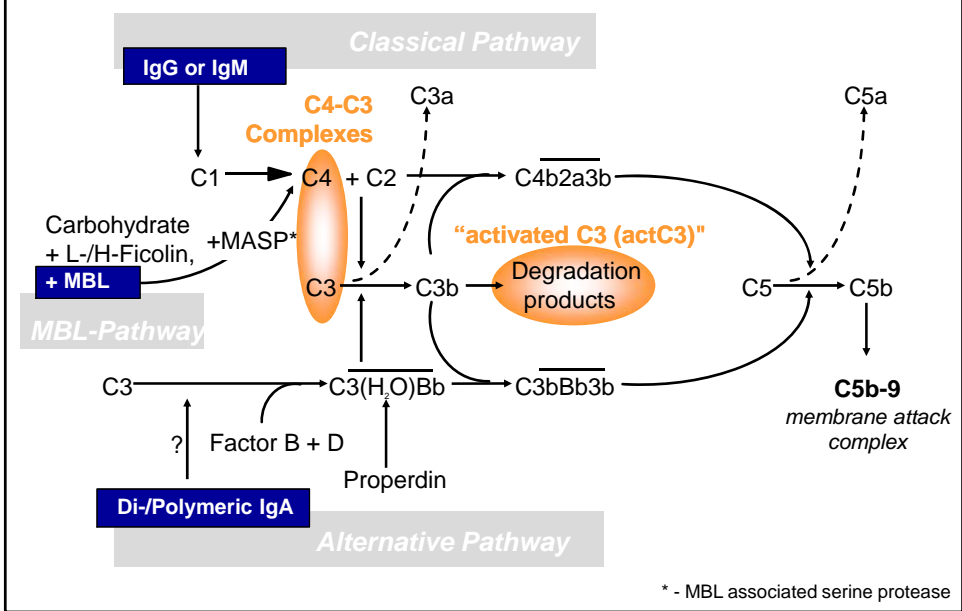 Classical Pathway
IgG or IgM
C3a
C5a
C4-C3
Complexes
C1
C4 + C2
C4b2a3b
Carbohydrate
+ L-/H-Ficolin,
+MASP*
+ MBL
"activated C3 (actC3)"
C3
C3b
Degradation
products
C5
C5b
MBL-Pathway
C3
C3(H₂O)Bb
C3bBb3b
C5b-9
membrane attack
complex
?
Factor B + D
Properdin
Di-/Polymeric IgA
Alternative Pathway
* - MBL associated serine protease